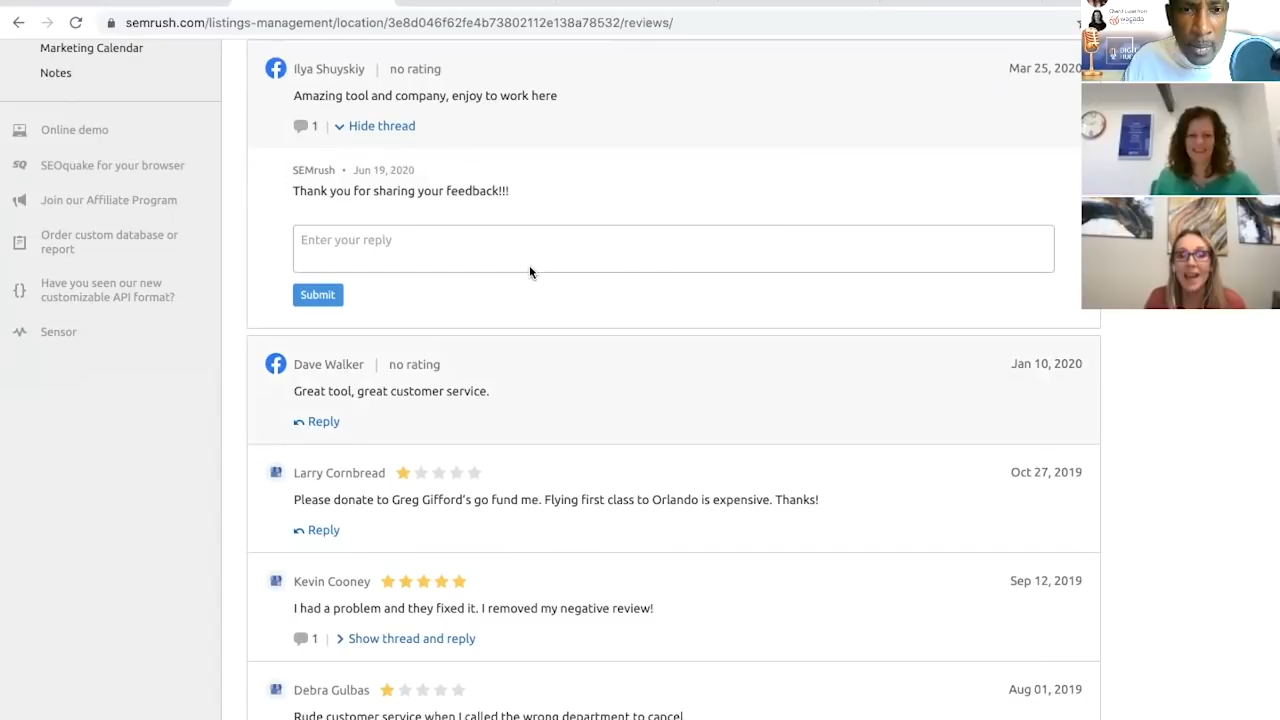 semrush.com/listings-management/location/3e8d046f62fe4b73802112e138a78532/reviews/
Marketing Calendar
Notes
Online demo
SEOquake for your browser
Join our Affiliate Program
Order custom database or
report
Have you seen our new
customizable API format?
Sensor
Ilya Shuyskiy | no rating Mar 25, 2020
Amazing tool and company, enjoy to work here
1 | Hide thread
SEMrush • Jun 19, 2020
Thank you for sharing your feedback!!!
Enter your reply
Submit
Dave Walker | no rating Jan 10, 2020
Great tool, great customer service.
Reply
Larry Cornbread Oct 27, 2019
Please donate to Greg Gifford's go fund me. Flying first class to Orlando is expensive. Thanks!
Reply
Kevin Cooney Sep 12, 2019
I had a problem and they fixed it. I removed my negative review!
1 | Show thread and reply
Debra Gulbas Aug 01, 2019
Rude customer service when I called the wrong department to cancel